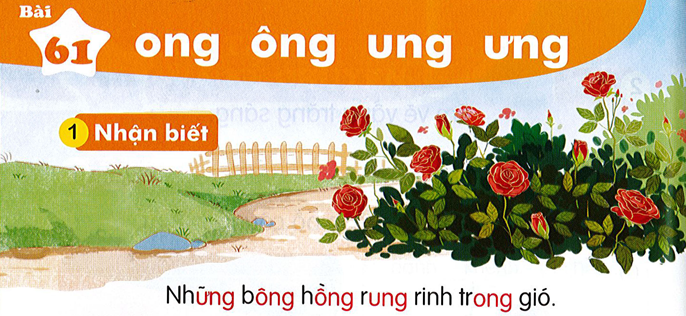 Bài
61 ong ông ung ưng
1 Nhận biết
Những bông hồng rung rinh trong gió.